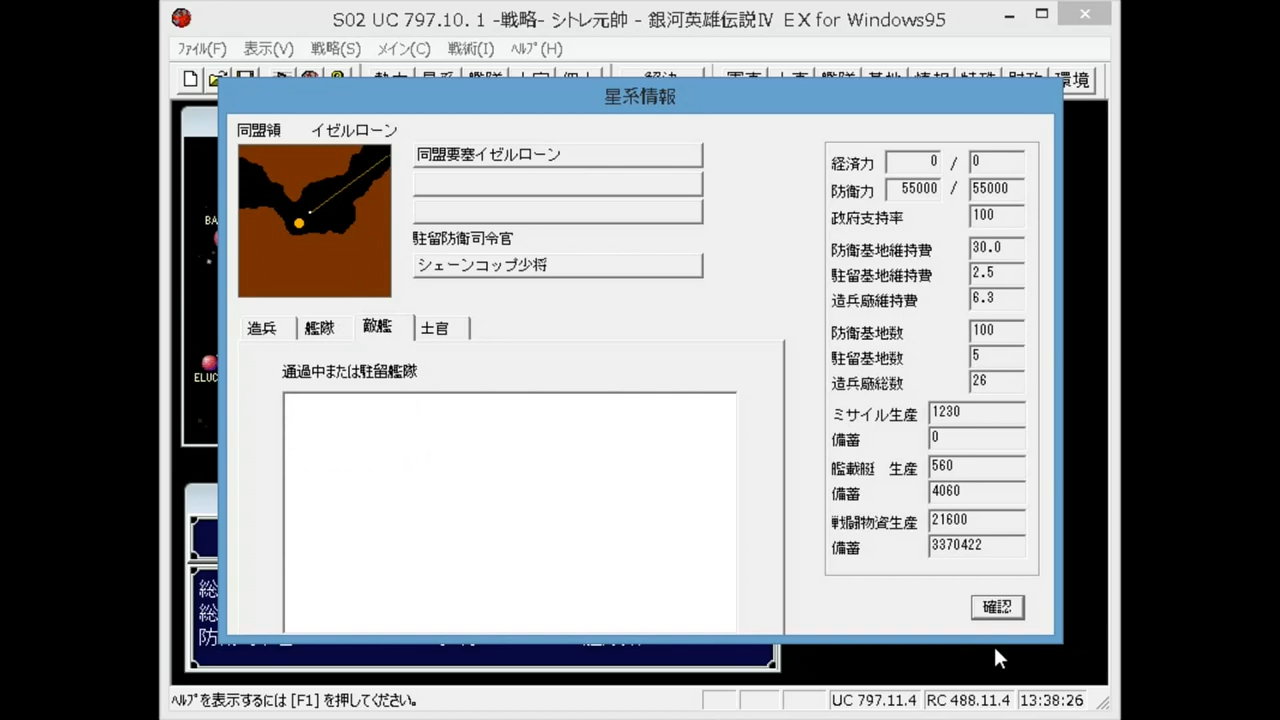 S02 UC 797.10. 1 -戦略- シトレ元帥 - 銀河英雄伝説Ⅳ EX for Windows95
ﾌｧｲﾙ(F) 表示(V) 戦略(S) メイン(C) 戦術(I) ﾍﾙﾌﾟ(H)
環境
星系情報
同盟領 イゼルローン
同盟要塞イゼルローン
駐留防衛司令官
シェーンコップ少将
造兵 艦隊 敵艦 士官
通過中または駐留艦隊
経済力 0 / 0
防衛力 55000 / 55000
政府支持率 100
防衛基地維持費 30.0
駐留基地維持費 2.5
造兵廠維持費 6.3
防衛基地数 100
駐留基地数 5
造兵廠総数 26
ミサイル生産 1230
備蓄 0
艦載艇 生産 560
備蓄 4060
戦闘物資生産 21600
備蓄 3370422
確認
BA
ELUC
総
総
防
ﾍﾙﾌﾟを表示するには [F1] を押してください。
UC 797.11.4 RC 488.11.4 13:38:26